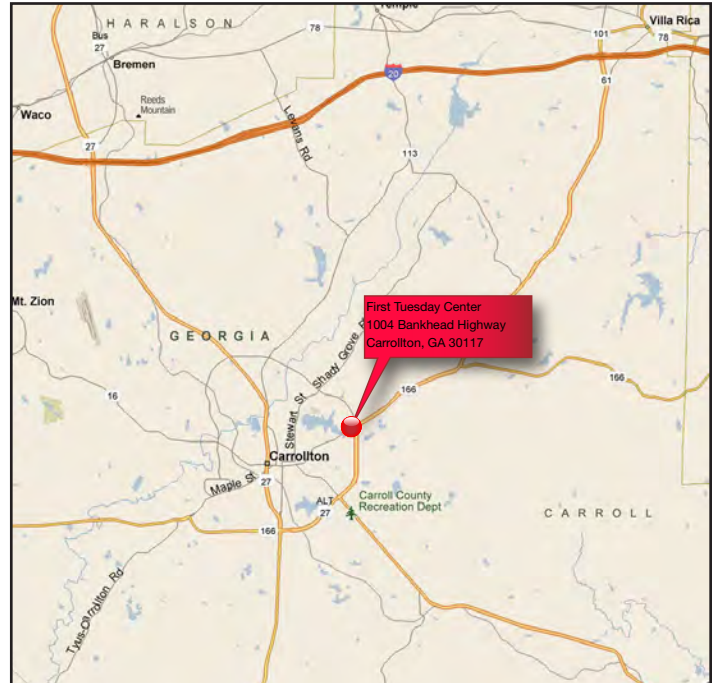 HARALSON
Temple
Villa Rica
Bus
27
78
101
78
Bremen
20
61
Reeds
Mountain
Waco
Levans Rd
27
113
Mt. Zion
First Tuesday Center
1004 Bankhead Highway
Carrollton, GA 30117
GEORGIA
Shady Grove
166
166
16
Stewart St
Carrollton
Maple St
27
ALT
27
Carroll County
Recreation Dept
CARROLL
166
Tyus-Carrollton Rd